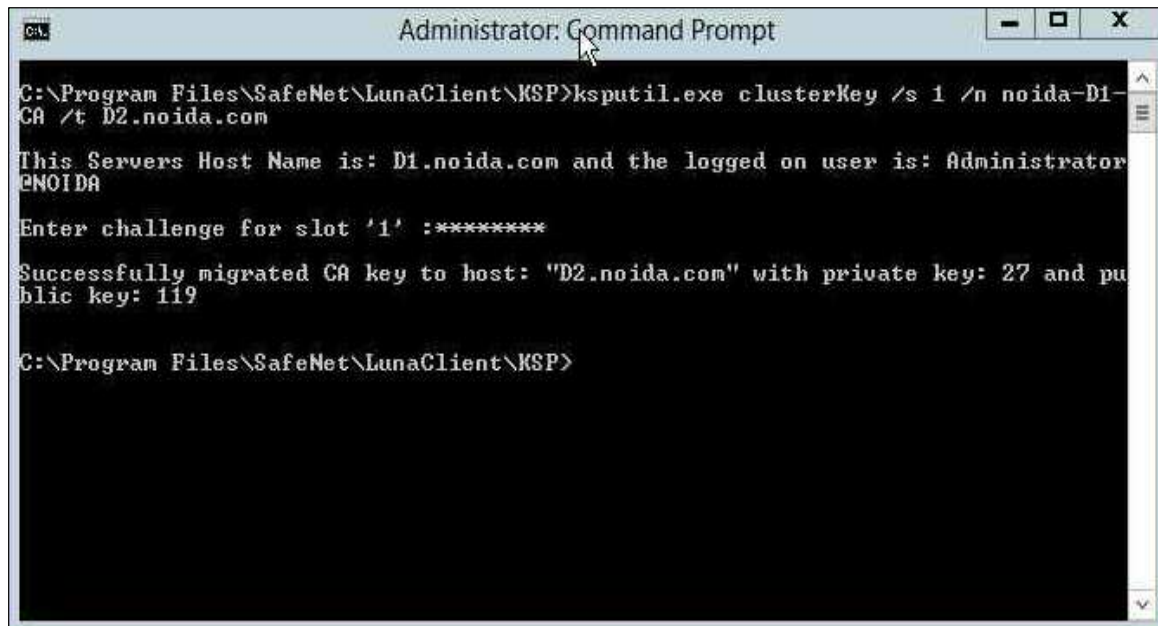 Administrator: Command Prompt
C:\Program Files\SafeNet\LunaClient\KSP>ksputil.exe clusterKey /s 1 /n noida-D1-
CA /t D2.noida.com
This Servers Host Name is: D1.noida.com and the logged on user is: Administrator
@NOIDA
Enter challenge for slot '1' :********
Successfully migrated CA key to host: "D2.noida.com" with private key: 27 and pu
blic key: 119
C:\Program Files\SafeNet\LunaClient\KSP>